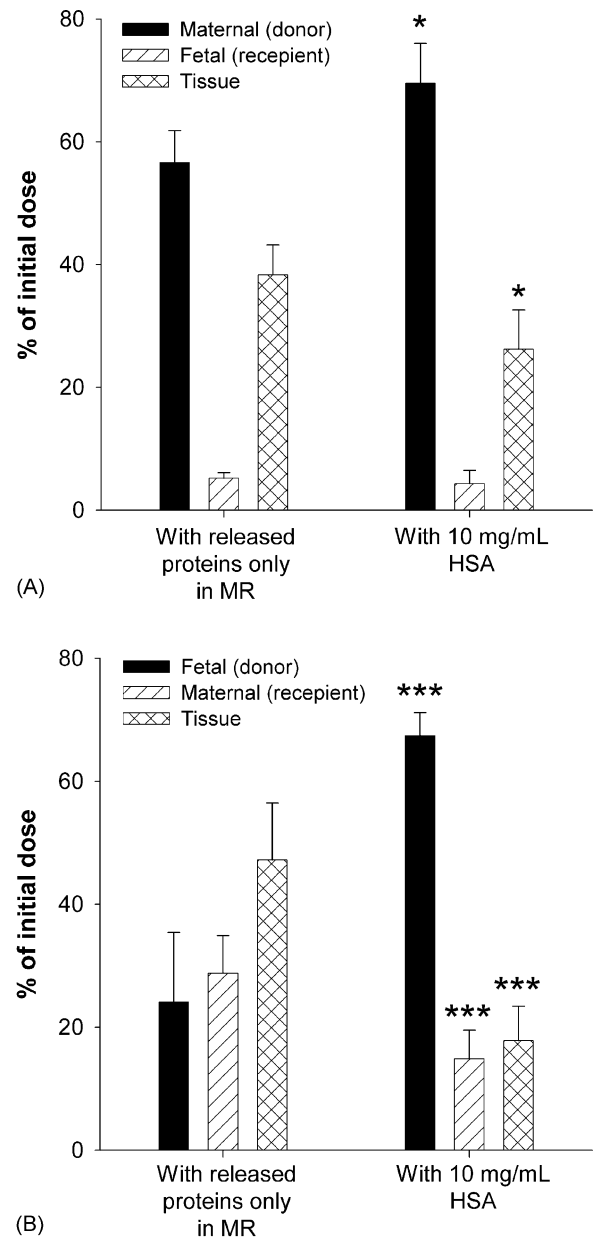 80
60
40
20
0
% of initial dose
Maternal (donor)
Fetal (recepient)
Tissue
*
*
With released
proteins only
in MR
With 10 mg/mL
HSA
(A)
80
60
40
20
0
% of initial dose
Fetal (donor)
Maternal (recepient)
Tissue
***
***
***
With released
proteins only
in MR
With 10 mg/mL
HSA
(B)